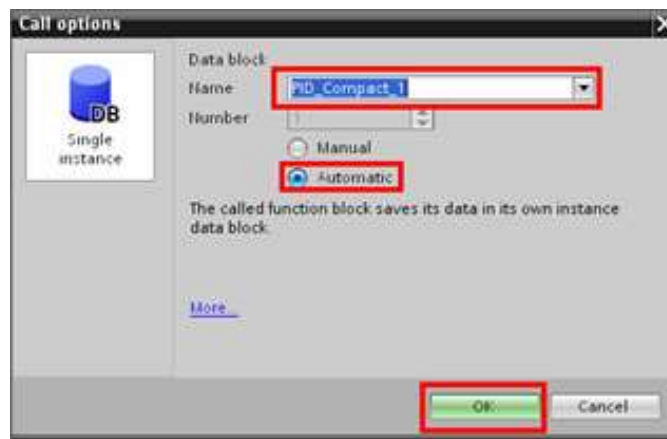 Call options
Data block
Name
PID_Compact_1
Number
1
DB
Single
instance
Manual
Automatic
The called function block saves its data in its own instance
data block.
More...
OK
Cancel